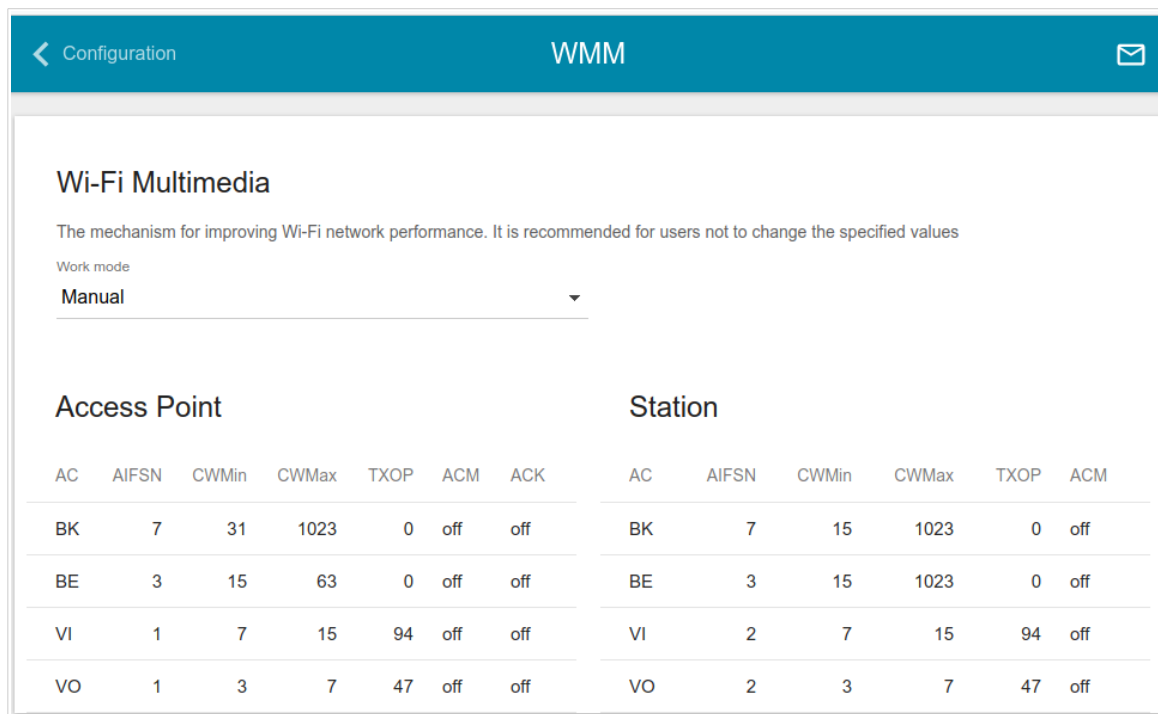 Configuration WMM
Wi-Fi Multimedia
The mechanism for improving Wi-Fi network performance. It is recommended for users not to change the specified values
Work mode
Manual
Access Point
AC AIFSN CWMin CWMax TXOP ACM ACK
BK 7 31 1023 0 off off
BE 3 15 63 0 off off
VI 1 7 15 94 off off
VO 1 3 7 47 off off
Station
AC AIFSN CWMin CWMax TXOP ACM
BK 7 15 1023 0 off
BE 3 15 1023 0 off
VI 2 7 15 94 off
VO 2 3 7 47 off